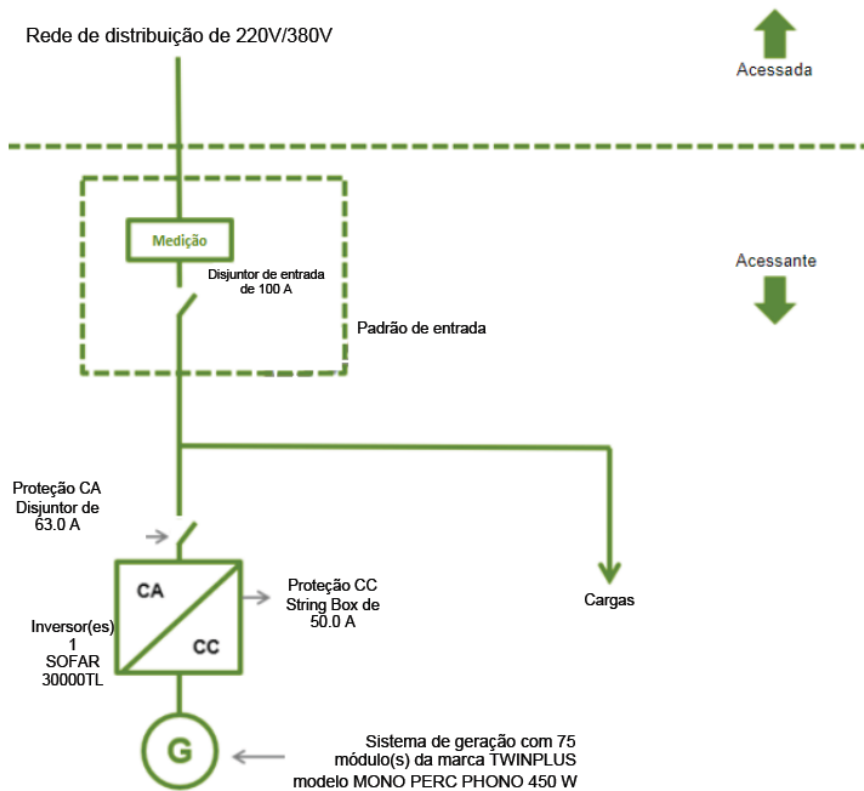 Rede de distribuição de 220V/380V
Acessada
Medição
Disjuntor de entrada
de 100 A
Acessante
Padrão de entrada
Proteção CA
Disjuntor de
63.0 A
CA
CC
Proteção CC
String Box de
50.0 A
Cargas
Inversor(es)
1
SOFAR
30000TL
G
Sistema de geração com 75
módulo(s) da marca TWINPLUS
modelo MONO PERC PHONO 450 W